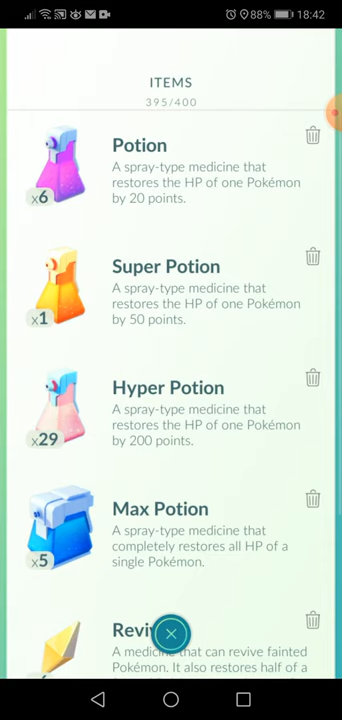 88% 18:42
ITEMS
395/400
Potion
A spray-type medicine that
restores the HP of one Pokémon
by 20 points.
x6
Super Potion
A spray-type medicine that
restores the HP of one Pokémon
by 50 points.
x1
Hyper Potion
A spray-type medicine that
restores the HP of one Pokémon
by 200 points.
x29
Max Potion
A spray-type medicine that
completely restores all HP of a
single Pokémon.
x5
A medicine that can revive fainted
Pokémon. It also restores half of a